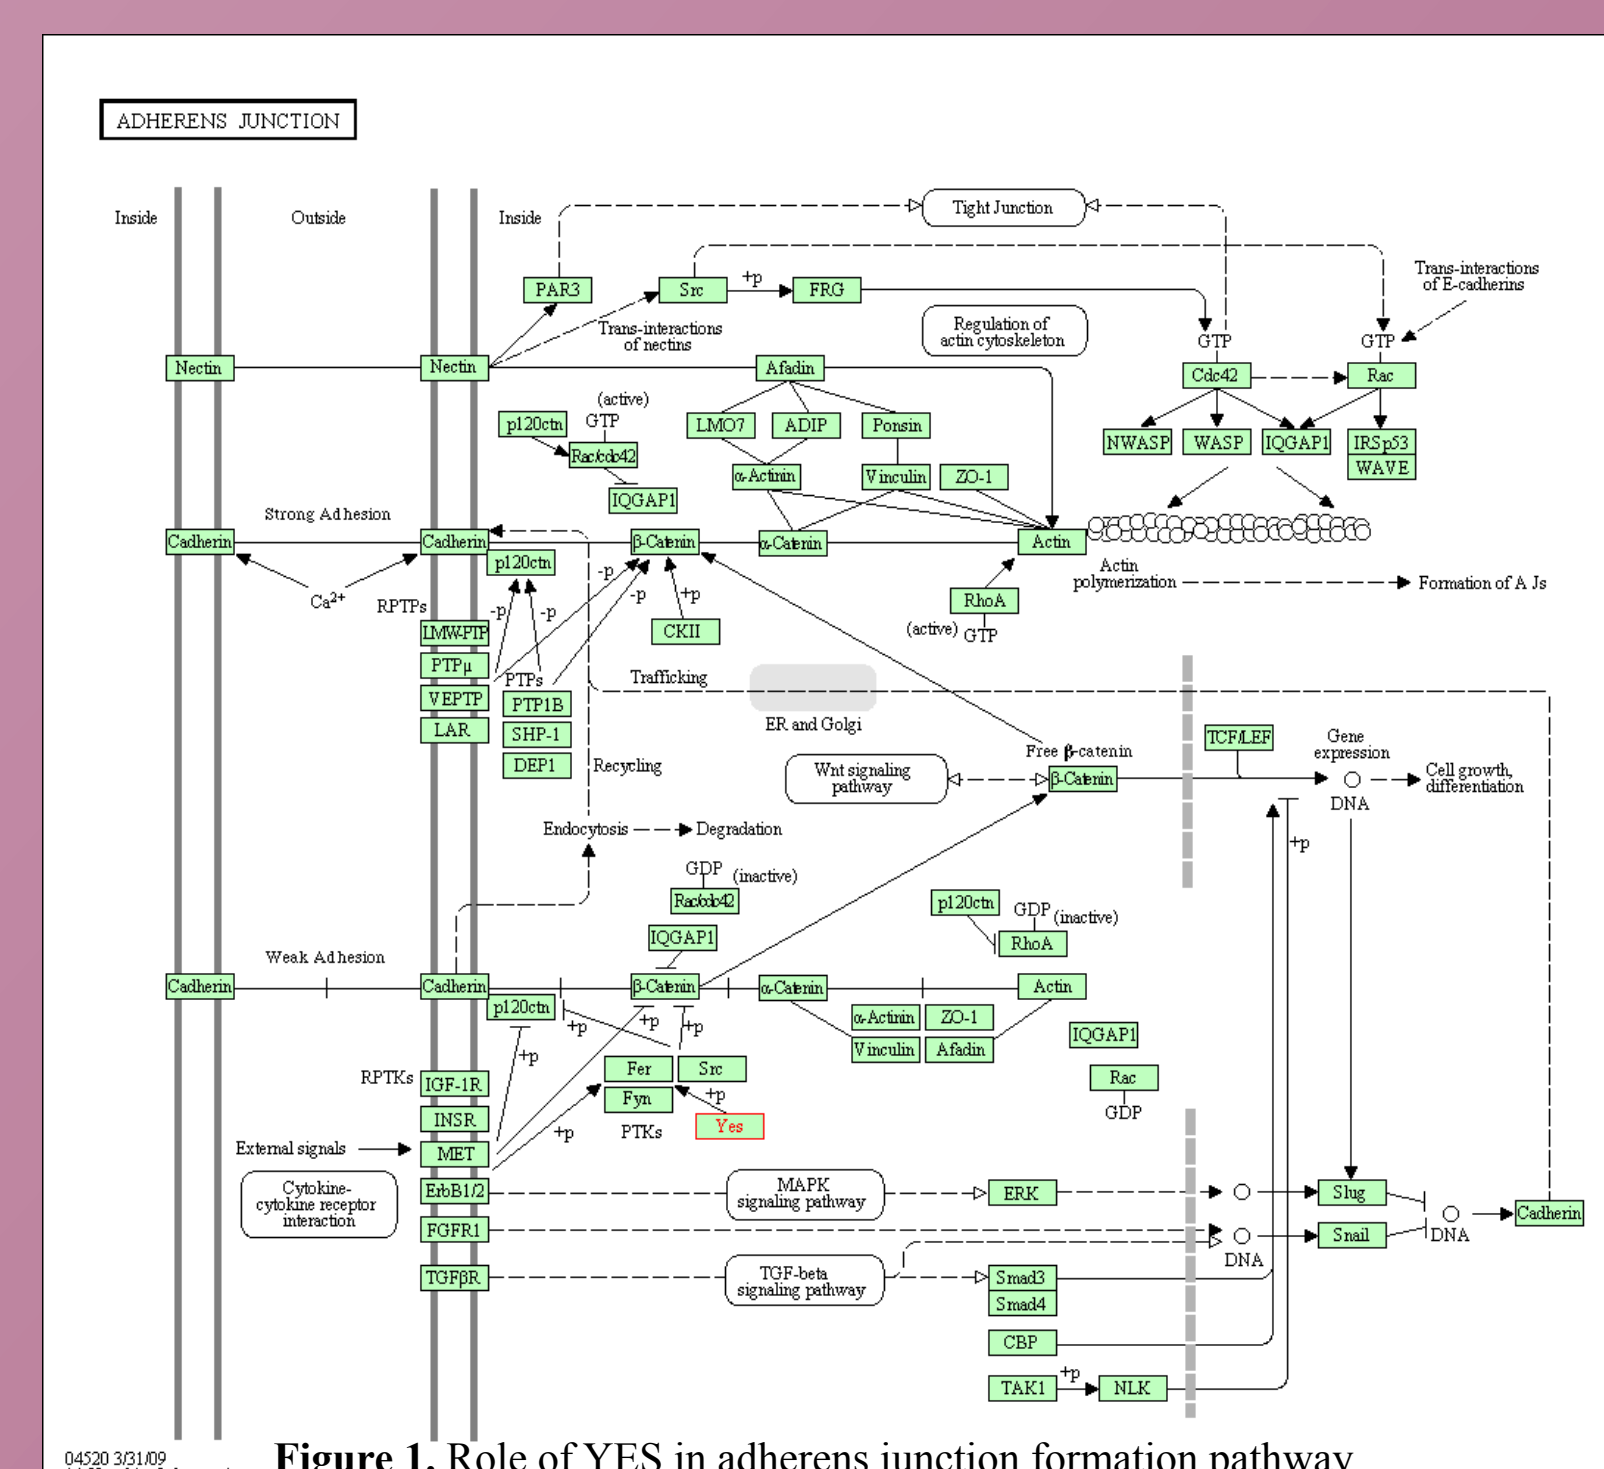 ADHERENS JUNCTION
Inside
Outside
Inside
Tight Junction
PAR3
Src
+p
FRG
Trans-interactions
of E-cadherins
Trans-interactions
of nectins
Regulation of
actin cytoskeleton
GTP
GTP
Nectin
Nectin
Afadin
Cdc42
Rac
(active)
p120ctn
GTP
Rac/cdc42
IQGAP1
LMO7
ADIP
Ponsin
NWASP
WASP
IQGAP1
IRSp53
WAVE
α-Actinin
Vinculin
ZO-1
Strong Adhesion
Cadherin
Cadherin
β-Catenin
α-Catenin
Actin
p120ctn
Ca2+
RPTPs
-p
-p
-p
-p
+p
CKII
RhoA
(active)
GTP
Actin
polymerization
Formation of AJs
LMW-PTP
PTPμ
VEPTP
LAR
PTPs
PTP1B
SHP-1
DEP1
Trafficking
ER and Golgi
Recycling
Wnt signaling
pathway
Free β-catenin
β-Catenin
TCF/LEF
Gene
expression
DNA
Cell growth,
differentiation
+p
Endocytosis
Degradation
GDP
(inactive)
Rac/cdc42
IQGAP1
p120ctn
GDP
(inactive)
RhoA
Weak Adhesion
Cadherin
Cadherin
β-Catenin
α-Catenin
Actin
p120ctn
+p
+p
+p
+p
α-Actinin
ZO-1
Vinculin
Afadin
IQGAP1
Rac
GDP
RPTKs
IGF-1R
INSR
MET
ErbB1/2
FGFR1
TGFβR
Fer
Src
Fyn
+p
Yes
PTKs
+p
External signals
Cytokine-
cytokine receptor
interaction
MAPK
signaling pathway
ERK
Slug
Snail
DNA
DNA
Cadherin
TGF-beta
signaling pathway
Smad3
Smad4
CBP
TAK1
+p
NLK
04520 3/31/09
Figure 1. Role of YES in adherens junction formation pathway